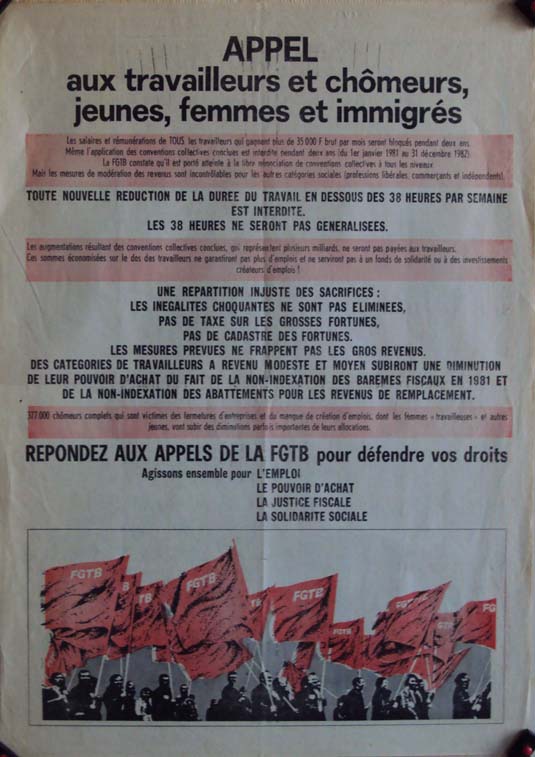 APPEL
aux travailleurs et chômeurs,
jeunes, femmes et immigrés
Les salaires et rémunérations de TOUS les travailleurs qui gagnent plus de 35 000 F brut par mois seront bloqués pendant deux ans.
Même l'application des conventions collectives conclues est interdite pendant deux ans (du 1er janvier 1981 au 31 décembre 1982).
La FGTB constate qu'il est porté atteinte à la libre négociation de conventions collectives à tous les niveaux
Mais les mesures de modération des revenus sont incontrôlables pour les autres catégories sociales (professions libérales, commerçants et indépendants).
TOUTE NOUVELLE REDUCTION DE LA DUREE DU TRAVAIL EN DESSOUS DES 38 HEURES PAR SEMAINE
EST INTERDITE.
LES 38 HEURES NE SERONT PAS GENERALISEES.
Les augmentations résultant des conventions collectives conclues, qui représentent plusieurs milliards, ne seront pas payées aux travailleurs.
Ces sommes économisées sur le dos des travailleurs ne garantiront pas plus d'emplois et ne serviront pas à un fonds de solidarité ou à des investissements
créateurs d'emplois !
UNE REPARTITION INJUSTE DES SACRIFICES :
LES INEGALITES CHOQUANTES NE SONT PAS ELIMINEES,
PAS DE TAXE SUR LES GROSSES FORTUNES,
PAS DE CADASTRE DES FORTUNES.
LES MESURES PREVUES NE FRAPPENT PAS LES GROS REVENUS.
DES CATEGORIES DE TRAVAILLEURS A REVENU MODESTE ET MOYEN SUBIRONT UNE DIMINUTION
DE LEUR POUVOIR D'ACHAT DU FAIT DE LA NON-INDEXATION DES BAREMES FISCAUX EN 1981 ET
DE LA NON-INDEXATION DES ABATTEMENTS POUR LES REVENUS DE REMPLACEMENT.
377.000 chômeurs complets qui sont victimes des fermetures d'entreprises et du manque de création d'emplois, dont les femmes « travailleuses » et autres
jeunes, vont subir des diminutions parfois importantes de leurs allocations.
REPONDEZ AUX APPELS DE LA FGTB pour défendre vos droits
Agissons ensemble pour L'EMPLOI
LE POUVOIR D'ACHAT
LA JUSTICE FISCALE
LA SOLIDARITE SOCIALE
FGTB
B
TB
FGTB
FGTB
FGTB
FGTB
FG